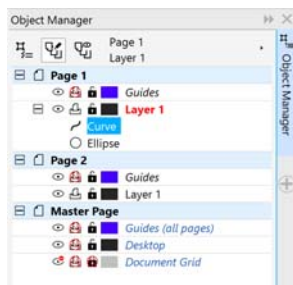 Object Manager
Page 1
Layer 1
Page 1
Guides
Layer 1
Curve
Ellipse
Page 2
Guides
Layer 1
Master Page
Guides (all pages)
Desktop
Document Grid
Object Manager